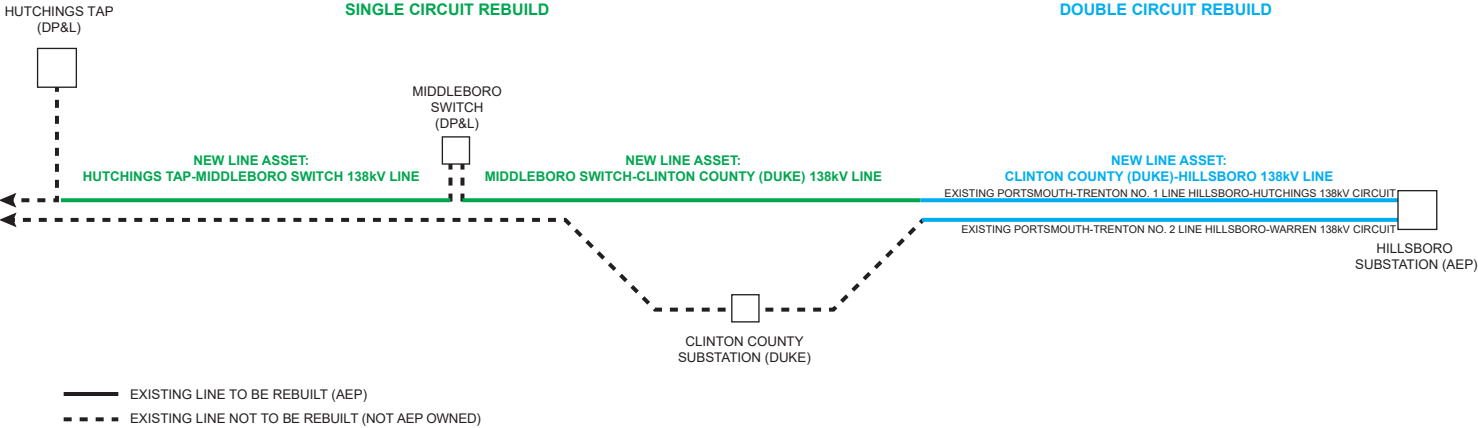 HUTCHINGS TAP
(DP&L)
SINGLE CIRCUIT REBUILD
DOUBLE CIRCUIT REBUILD
MIDDLEBORO
SWITCH
(DP&L)
NEW LINE ASSET:
HUTCHINGS TAP-MIDDLEBORO SWITCH 138kV LINE
NEW LINE ASSET:
MIDDLEBORO SWITCH-CLINTON COUNTY (DUKE) 138kV LINE
NEW LINE ASSET:
CLINTON COUNTY (DUKE)-HILLSBORO 138kV LINE
EXISTING PORTSMOUTH-TRENTON NO. 1 LINE HILLSBORO-HUTCHINGS 138kV CIRCUIT
EXISTING PORTSMOUTH-TRENTON NO. 2 LINE HILLSBORO-WARREN 138kV CIRCUIT
HILLSBORO
SUBSTATION (AEP)
CLINTON COUNTY
SUBSTATION (DUKE)
EXISTING LINE TO BE REBUILT (AEP)
EXISTING LINE NOT TO BE REBUILT (NOT AEP OWNED)